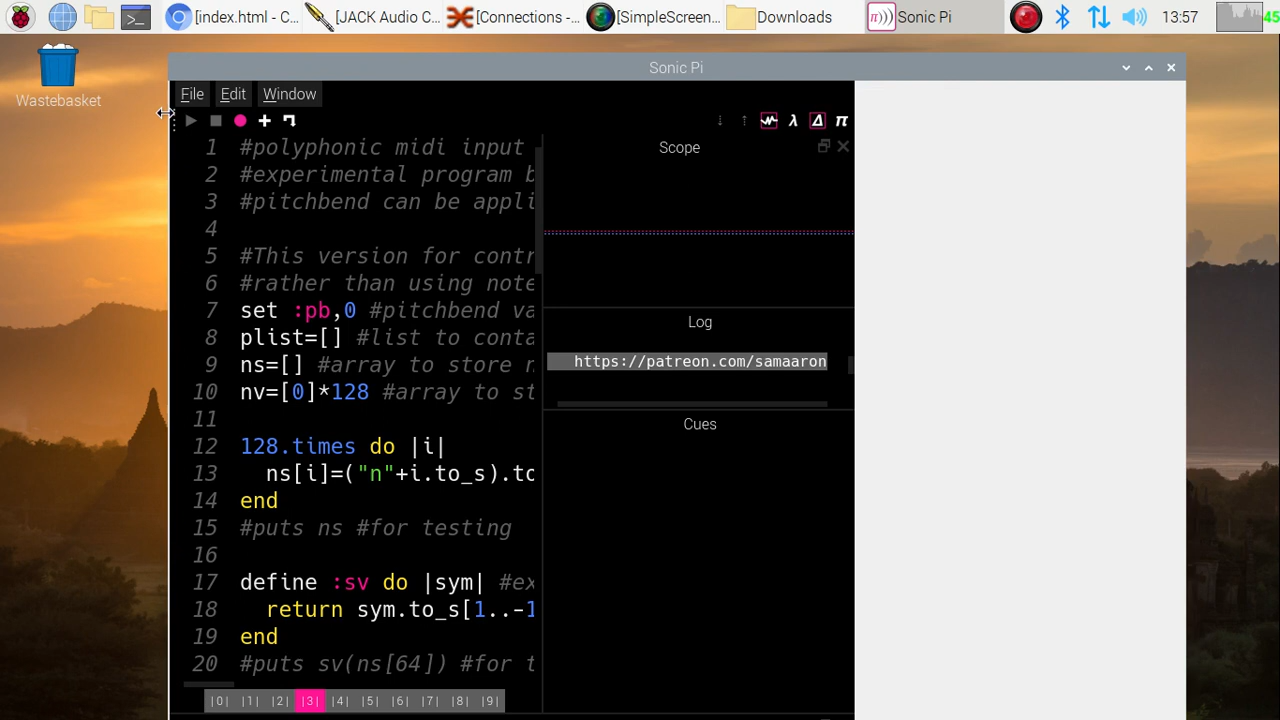 [index.html - C...
[JACK Audio C...
[Connections -...
[SimpleScreen...
Downloads
π))) Sonic Pi
13:57
45
Wastebasket
Sonic Pi
File Edit Window
λ Δ π
1 #polyphonic midi input
2 #experimental program b
3 #pitchbend can be appli
4
5 #This version for contr
6 #rather than using note
7 set :pb,0 #pitchbend va
8 plist=[] #list to conta
9 ns=[] #array to store n
10 nv=[0]*128 #array to st
11
12 128.times do |i|
13 ns[i]=("n"+i.to_s).to
14 end
15 #puts ns #for testing
16
17 define :sv do |sym| #ex
18 return sym.to_s[1..-1
19 end
20 #puts sv(ns[64]) #for t
|0| |1| |2| |3| |4| |5| |6| |7| |8| |9|
Scope
Log
https://patreon.com/samaaron
Cues